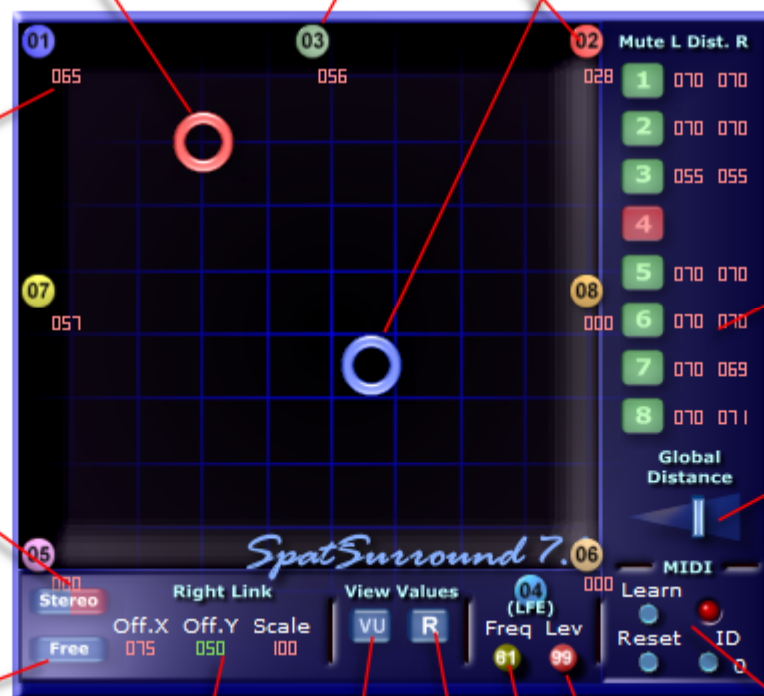 01 03 02 Mute L Dist. R
065 056 028 1 070 070
2 070 070
3 055 055
4
07 08 5 070 070
057 000 6 070 070
7 070 069
8 070 071
Global
Distance
05 SpatSurround 7. 06
MIDI
000
Stereo Right Link View Values 04 Learn
(LFE)
Off.X Off.Y Scale VU R Freq Lev Reset ID
Free 075 050 100 61 99 0